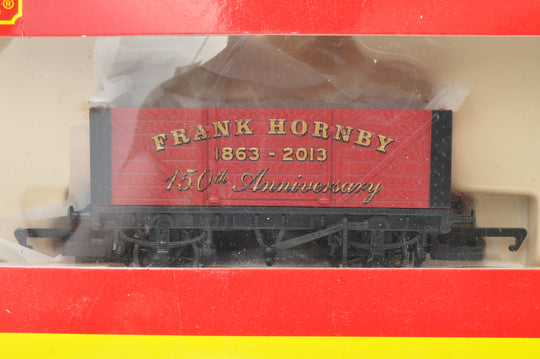 ®
FRANK HORNBY
1863 - 2013
150th Anniversary